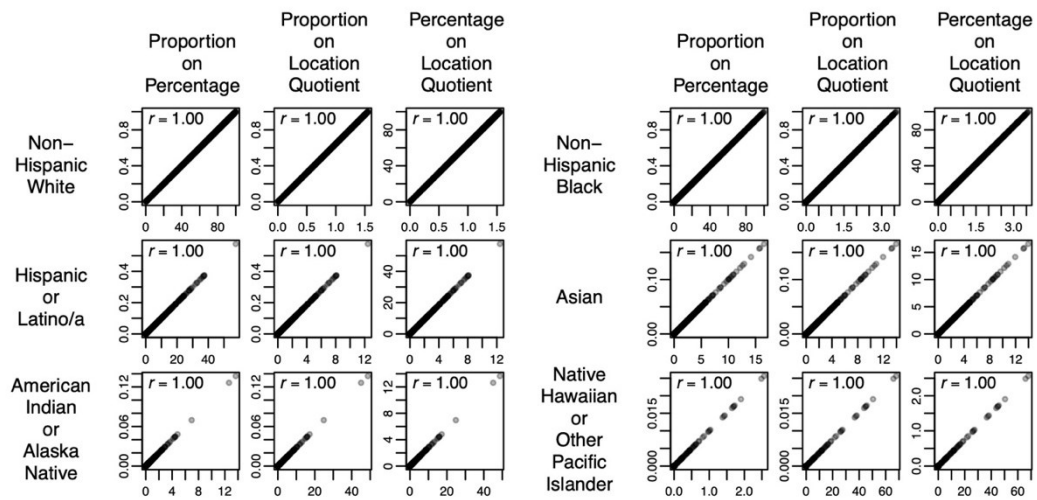 Proportion on Percentage
Proportion on Location Quotient
Percentage on Location Quotient
Proportion on Percentage
Proportion on Location Quotient
Percentage on Location Quotient
Non−
Hispanic
White
r = 1.00
0.0 0.4 0.8
0 40 80
r = 1.00
0.0 0.4 0.8
0.0 0.5 1.0 1.5
r = 1.00
0 40 80
0.0 0.5 1.0 1.5
Non−
Hispanic
Black
r = 1.00
0.0 0.4 0.8
0 40 80
r = 1.00
0.0 0.4 0.8
0.0 1.5 3.0
r = 1.00
0 40 80
0.0 1.5 3.0
Hispanic
or
Latino/a
r = 1.00
0.0 0.2 0.4
0 20 40
r = 1.00
0.0 0.2 0.4
0 4 8 12
r = 1.00
0 20 40
0 4 8 12
Asian
r = 1.00
0.00 0.10
0 5 10 15
r = 1.00
0.00 0.10
0 4 8 12
r = 1.00
0 5 10 15
0 2 4 6 8 10 14
American
Indian
or
Alaska
Native
r = 1.00
0.00 0.06 0.12
0 4 8 12
r = 1.00
0.00 0.06 0.12
0 20 40
r = 1.00
0 4 8 12
0 20 40
Native
Hawaiian
or
Other
Pacific
Islander
r = 1.00
0.000 0.015
0.0 1.0 2.0
r = 1.00
0.000 0.015
0 20 40 60
r = 1.00
0.0 1.0 2.0
0 20 40 60